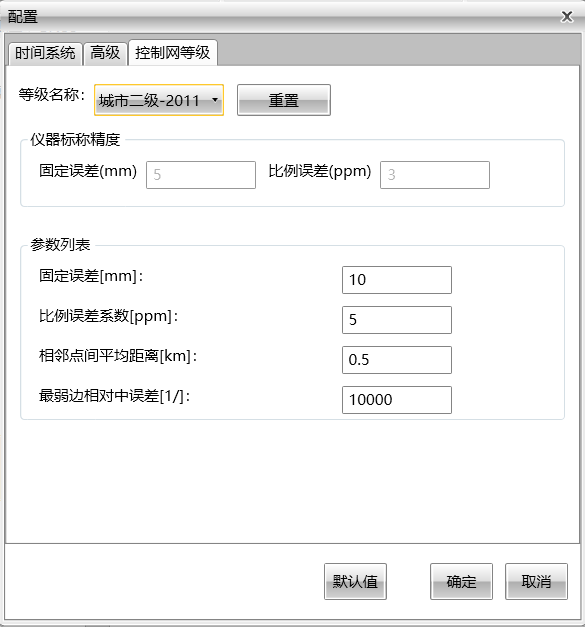 配置
时间系统 高级 控制网等级
等级名称: 城市二级-2011 重置
仪器标称精度
固定误差(mm) 5 比例误差(ppm) 3
参数列表
固定误差[mm]: 10
比例误差系数[ppm]: 5
相邻点间平均距离[km]: 0.5
最弱边相对中误差[1/]: 10000
默认值 确定 取消